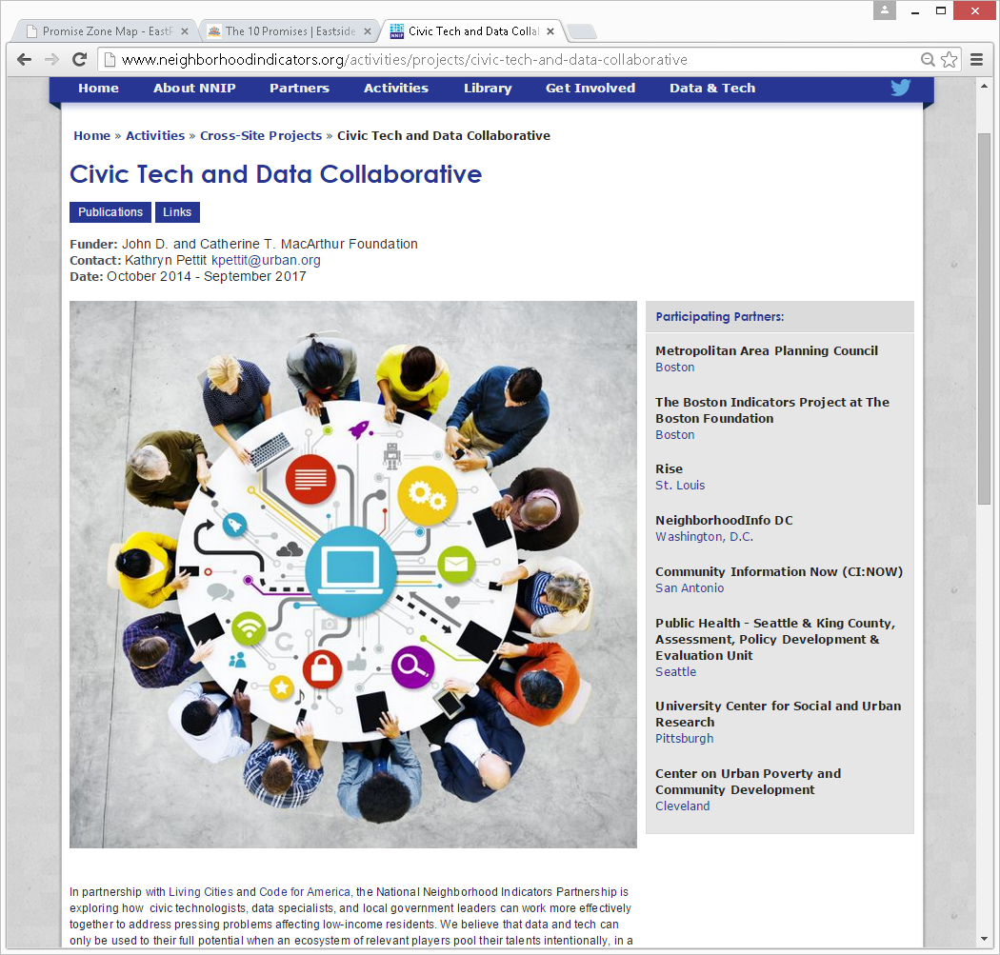 Promise Zone Map - EastP
The 10 Promises | Eastside
Civic Tech and Data Collab
www.neighborhoodindicators.org/activities/projects/civic-tech-and-data-collaborative
Home About NNIP Partners Activities Library Get Involved Data & Tech
Home » Activities » Cross-Site Projects » Civic Tech and Data Collaborative
Civic Tech and Data Collaborative
Publications Links
Funder: John D. and Catherine T. MacArthur Foundation
Contact: Kathryn Pettit kpettit@urban.org
Date: October 2014 - September 2017
Participating Partners:
Metropolitan Area Planning Council
Boston
The Boston Indicators Project at The
Boston Foundation
Boston
Rise
St. Louis
NeighborhoodInfo DC
Washington, D.C.
Community Information Now (CI:NOW)
San Antonio
Public Health - Seattle & King County,
Assessment, Policy Development &
Evaluation Unit
Seattle
University Center for Social and Urban
Research
Pittsburgh
Center on Urban Poverty and
Community Development
Cleveland
In partnership with Living Cities and Code for America, the National Neighborhood Indicators Partnership is
exploring how civic technologists, data specialists, and local government leaders can work more effectively
together to address pressing problems affecting low-income residents. We believe that data and tech can
only be used to their full potential when an ecosystem of relevant players pool their talents intentionally, in a